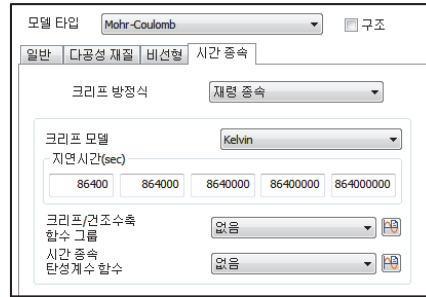 모델 타입 Mohr-Coulomb 구조
일반 다공성 재질 비선형 시간 종속
크리프 방정식 재령 종속
크리프 모델 Kelvin
지연시간(sec)
86400 864000 8640000 86400000 864000000
크리프/건조수축
함수 그룹 없음
시간 종속
탄성계수 함수 없음